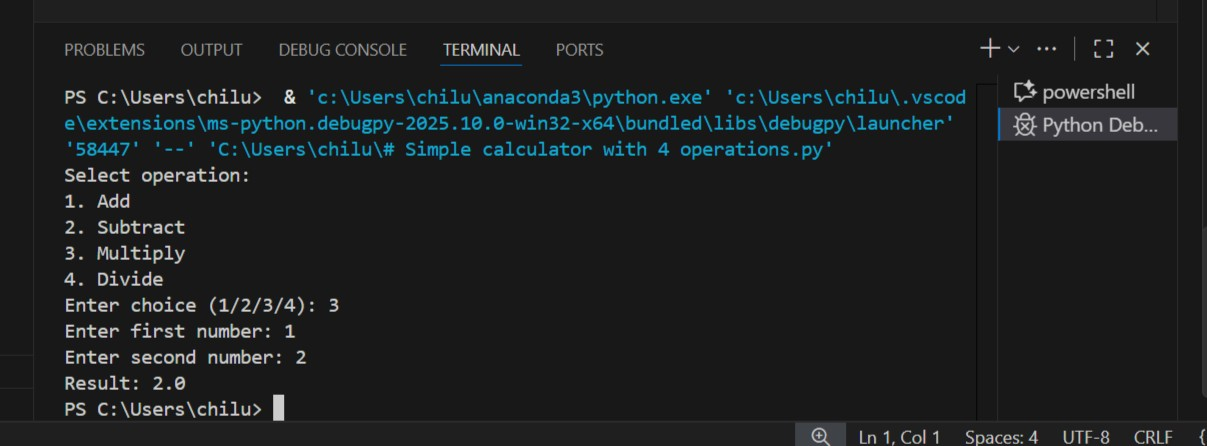 PROBLEMS OUTPUT DEBUG CONSOLE TERMINAL PORTS
PS C:\Users\chilu>  & 'c:\Users\chilu\anaconda3\python.exe' 'c:\Users\chilu\.vscod
e\extensions\ms-python.debugpy-2025.10.0-win32-x64\bundled\libs\debugpy\launcher'
'58447' '--' 'C:\Users\chilu\# Simple calculator with 4 operations.py'
Select operation:
1. Add
2. Subtract
3. Multiply
4. Divide
Enter choice (1/2/3/4): 3
Enter first number: 1
Enter second number: 2
Result: 2.0
PS C:\Users\chilu>
powershell
Python Deb...
Ln 1, Col 1 Spaces: 4 UTF-8 CRLF {